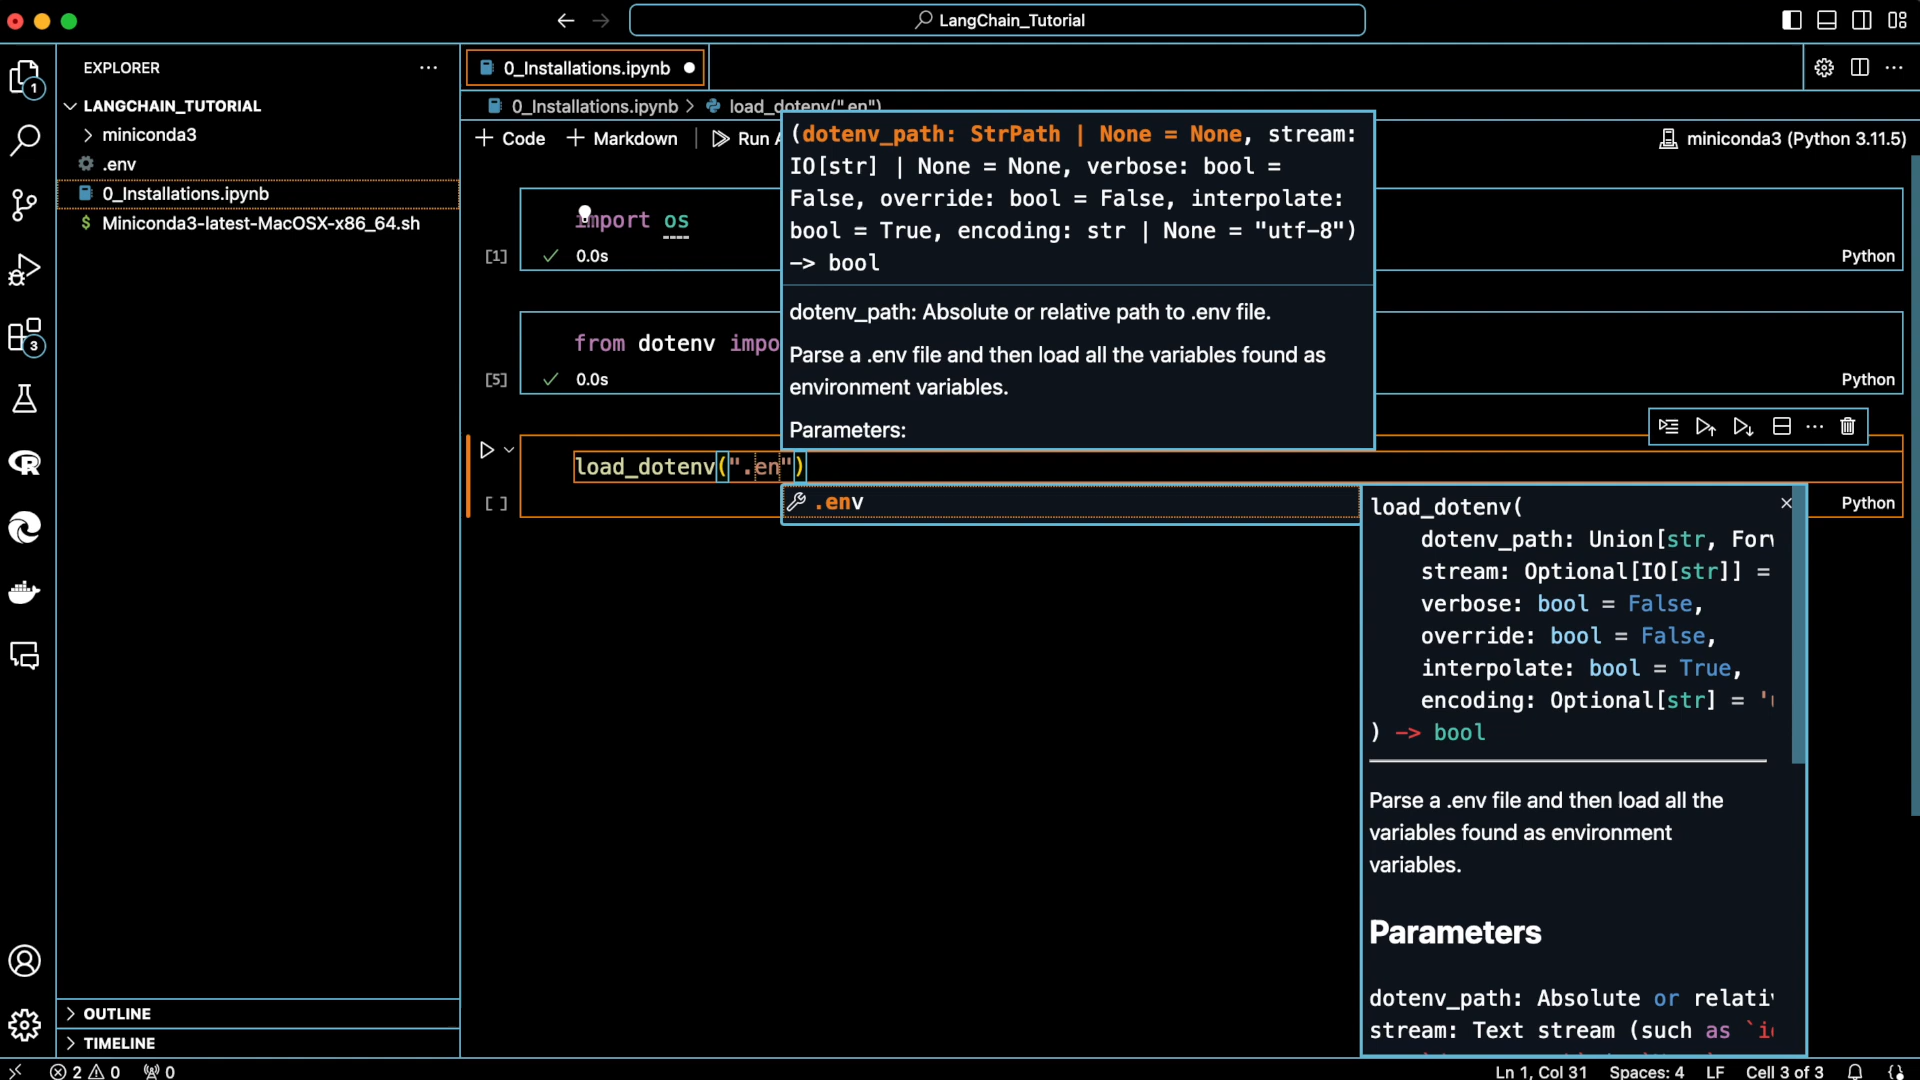 LangChain_Tutorial
EXPLORER
LANGCHAIN_TUTORIAL
miniconda3
.env
0_Installations.ipynb
$ Miniconda3-latest-MacOSX-x86_64.sh
OUTLINE
TIMELINE
1
3
0_Installations.ipynb
0_Installations.ipynb > load_dotenv(".en")
+ Code + Markdown Run A
miniconda3 (Python 3.11.5)
import os
[1] 0.0s
Python
from dotenv impo
[5] 0.0s
Python
load_dotenv(".en")
[ ]
Python
(dotenv_path: StrPath | None = None, stream:
IO[str] | None = None, verbose: bool =
False, override: bool = False, interpolate:
bool = True, encoding: str | None = "utf-8")
-> bool
dotenv_path: Absolute or relative path to .env file.
Parse a .env file and then load all the variables found as
environment variables.
Parameters:
.env
load_dotenv(
dotenv_path: Union[str, For
stream: Optional[IO[str]] =
verbose: bool = False,
override: bool = False,
interpolate: bool = True,
encoding: Optional[str] = '
) -> bool
Parse a .env file and then load all the
variables found as environment
variables.
Parameters
dotenv_path: Absolute or relati
stream: Text stream (such as `i
2 0 0
Ln 1, Col 31 Spaces: 4 LF Cell 3 of 3